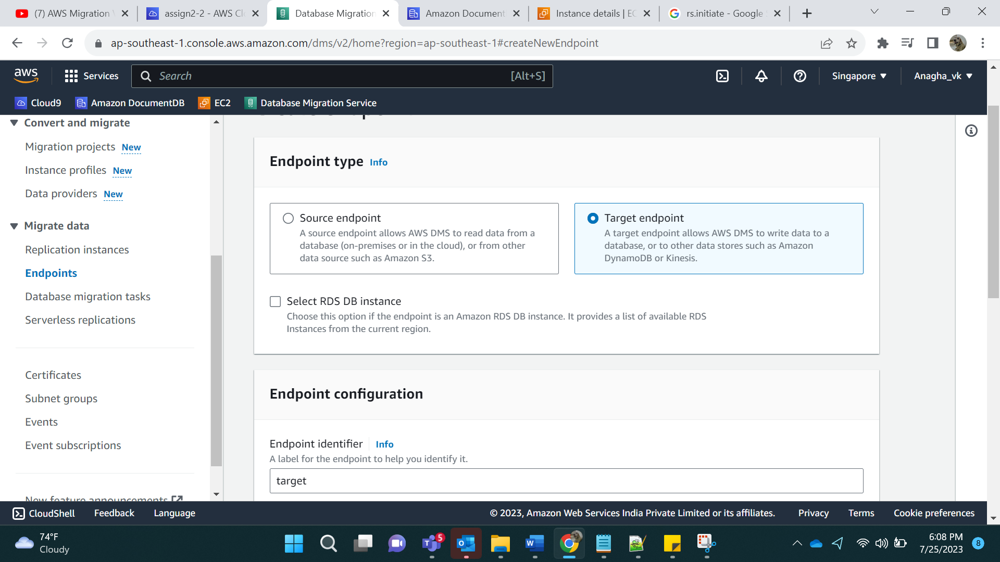 (7) AWS Migration
assign2-2 - AWS Cl
Database Migration
Amazon Document
Instance details | EC
rs.initiate - Google
ap-southeast-1.console.aws.amazon.com/dms/v2/home?region=ap-southeast-1#createNewEndpoint
aws
Services
Search
[Alt+S]
Singapore
Anagha_vk
Cloud9
Amazon DocumentDB
EC2
Database Migration Service
Convert and migrate
Migration projects New
Instance profiles New
Data providers New
Migrate data
Replication instances
Endpoints
Database migration tasks
Serverless replications
Certificates
Subnet groups
Events
Event subscriptions
New feature announcements
Endpoint type Info
Source endpoint
A source endpoint allows AWS DMS to read data from a
database (on-premises or in the cloud), or from other
data source such as Amazon S3.
Target endpoint
A target endpoint allows AWS DMS to write data to a
database, or to other data stores such as Amazon
DynamoDB or Kinesis.
Select RDS DB instance
Choose this option if the endpoint is an Amazon RDS DB instance. It provides a list of available RDS
Instances from the current region.
Endpoint configuration
Endpoint identifier Info
A label for the endpoint to help you identify it.
target
CloudShell
Feedback
Language
© 2023, Amazon Web Services India Private Limited or its affiliates.
Privacy
Terms
Cookie preferences
74°F
Cloudy
5
6:08 PM
7/25/2023
8